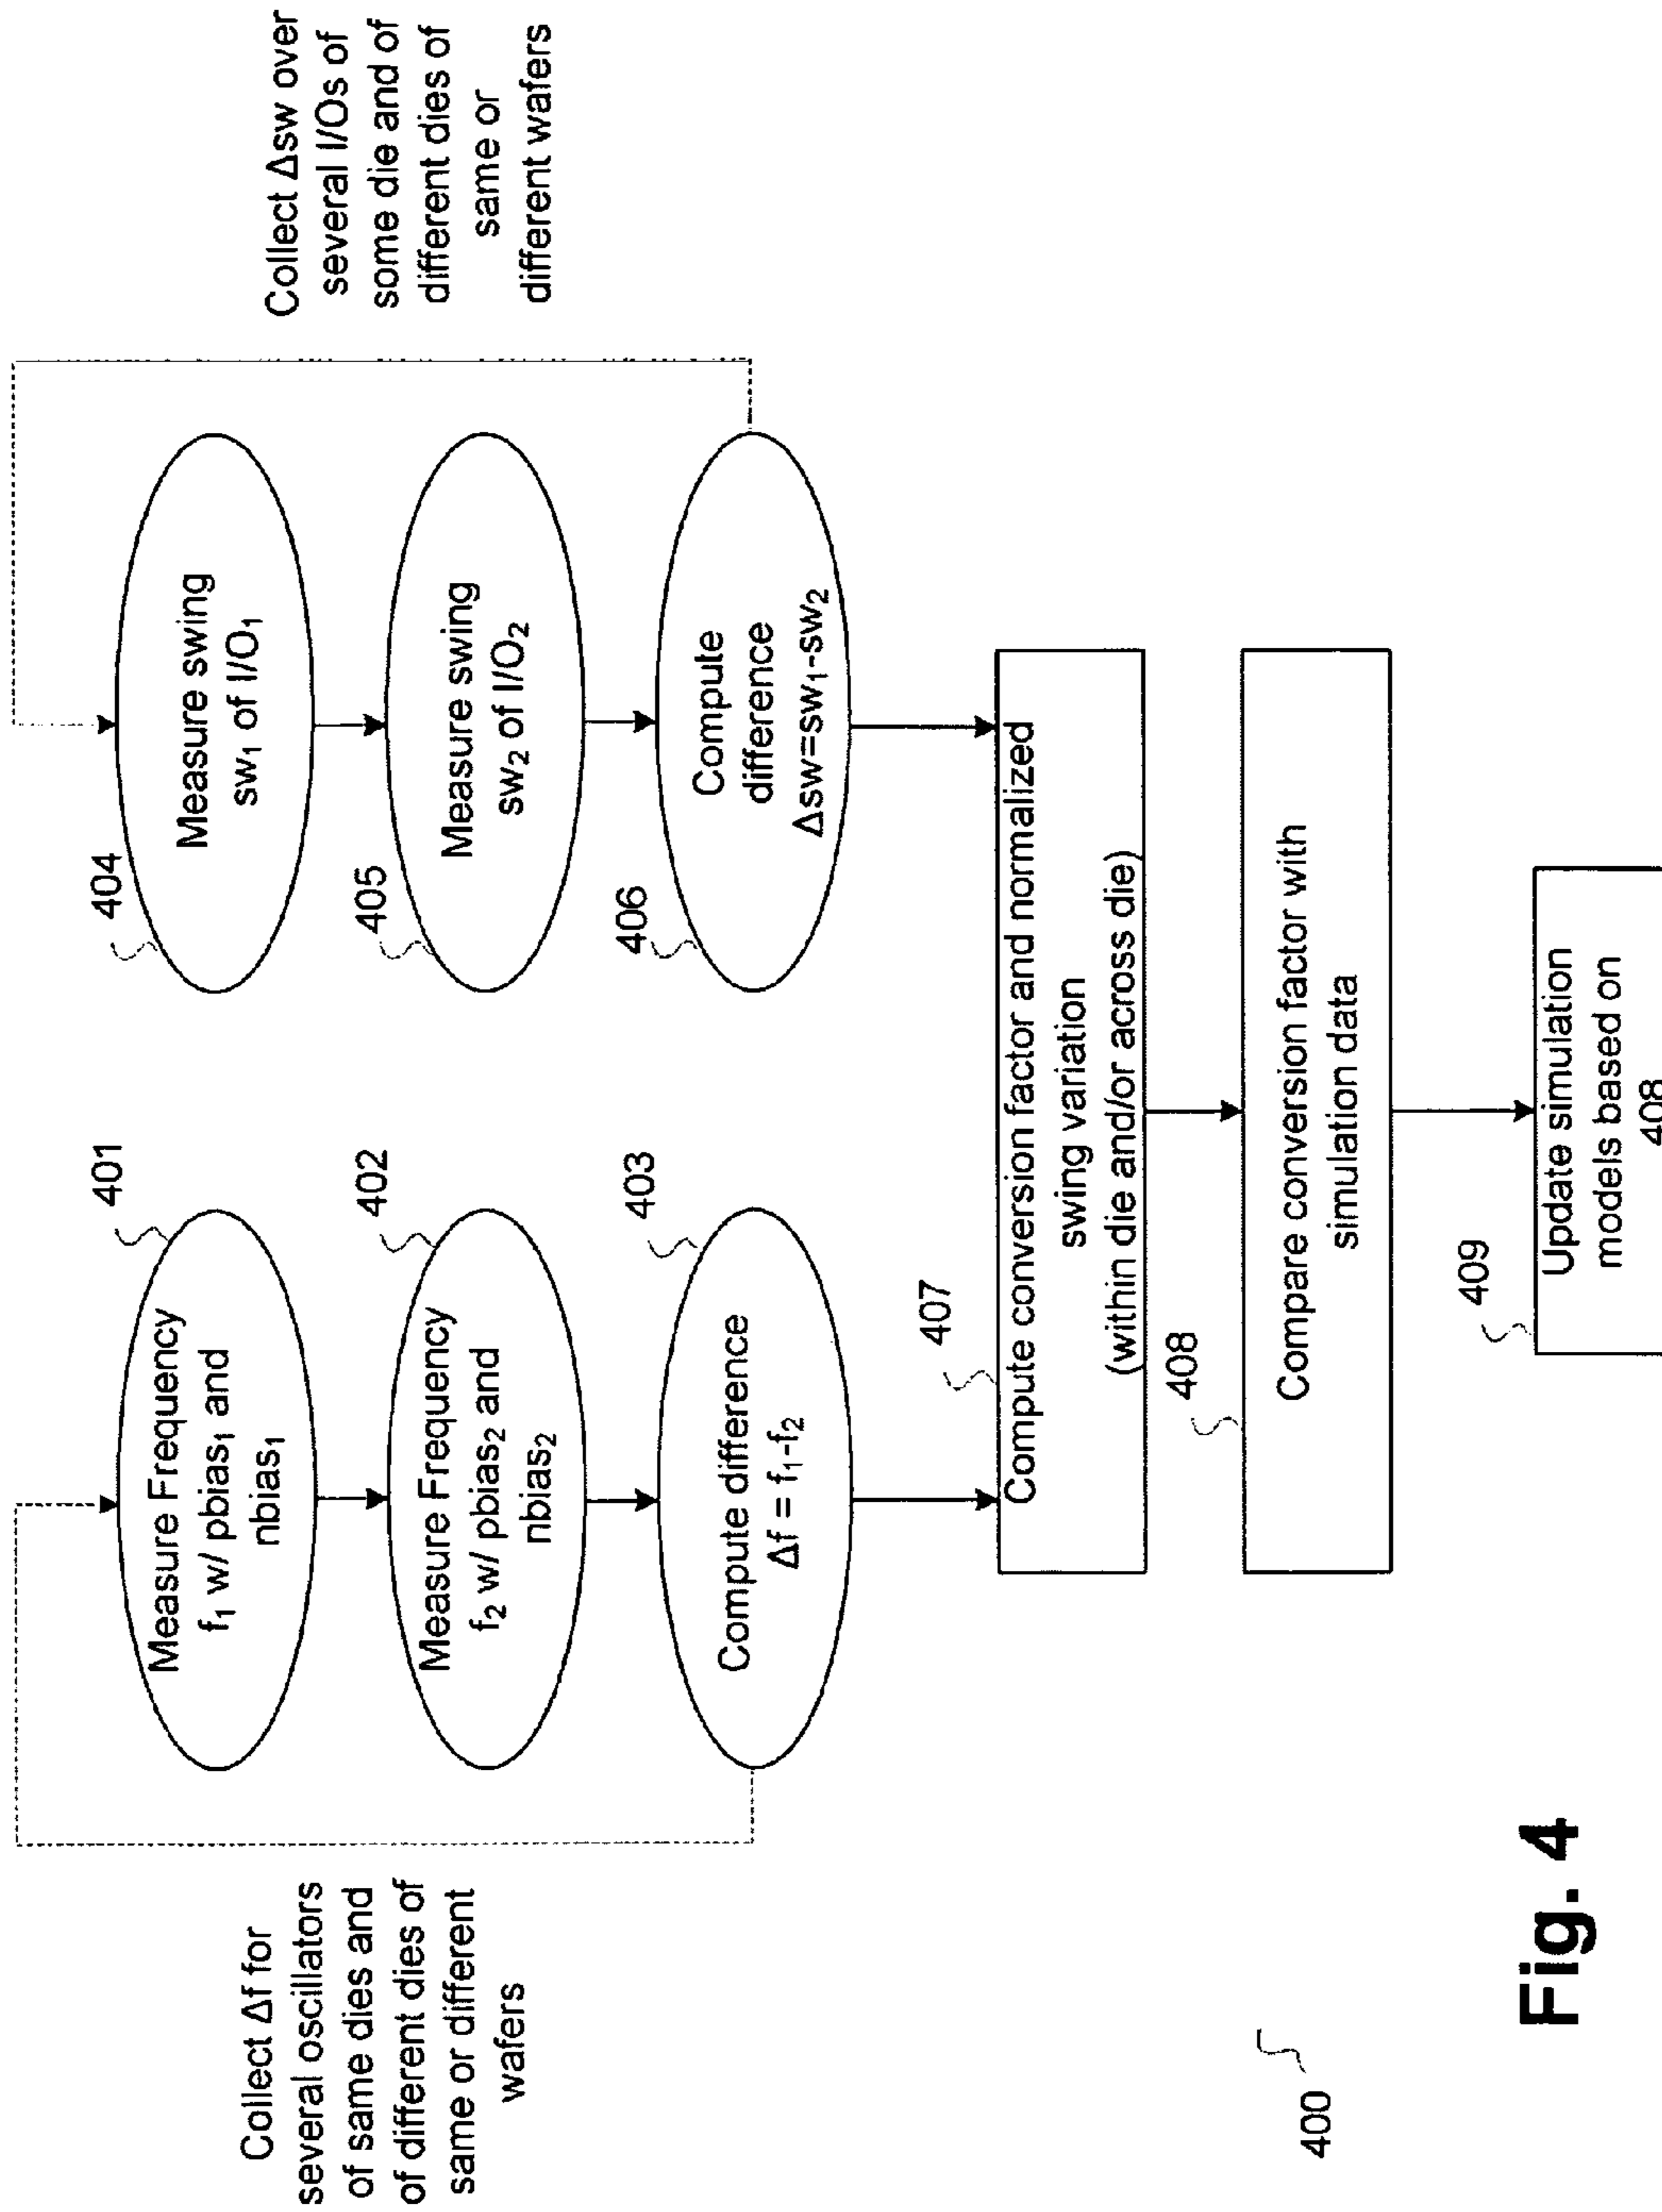 Collect Δf for
several oscillators
of same dies and
of different dies of
same or different
wafers
401
Measure Frequency
f₁ w/ pbias₁ and
nbias₁
402
Measure Frequency
f₂ w/ pbias₂ and
nbias₂
403
Compute difference
Δf = f₁-f₂
404
Measure swing
sw₁ of I/O₁
405
Measure swing
sw₂ of I/O₂
406
Compute
difference
Δsw=sw₁-sw₂
Collect Δsw over
several I/Os of
some die and of
different dies of
same or
different wafers
407
Compute conversion factor and normalized
swing variation
(within die and/or across die)
408
Compare conversion factor with
simulation data
409
Update simulation
models based on
408
400
Fig. 4